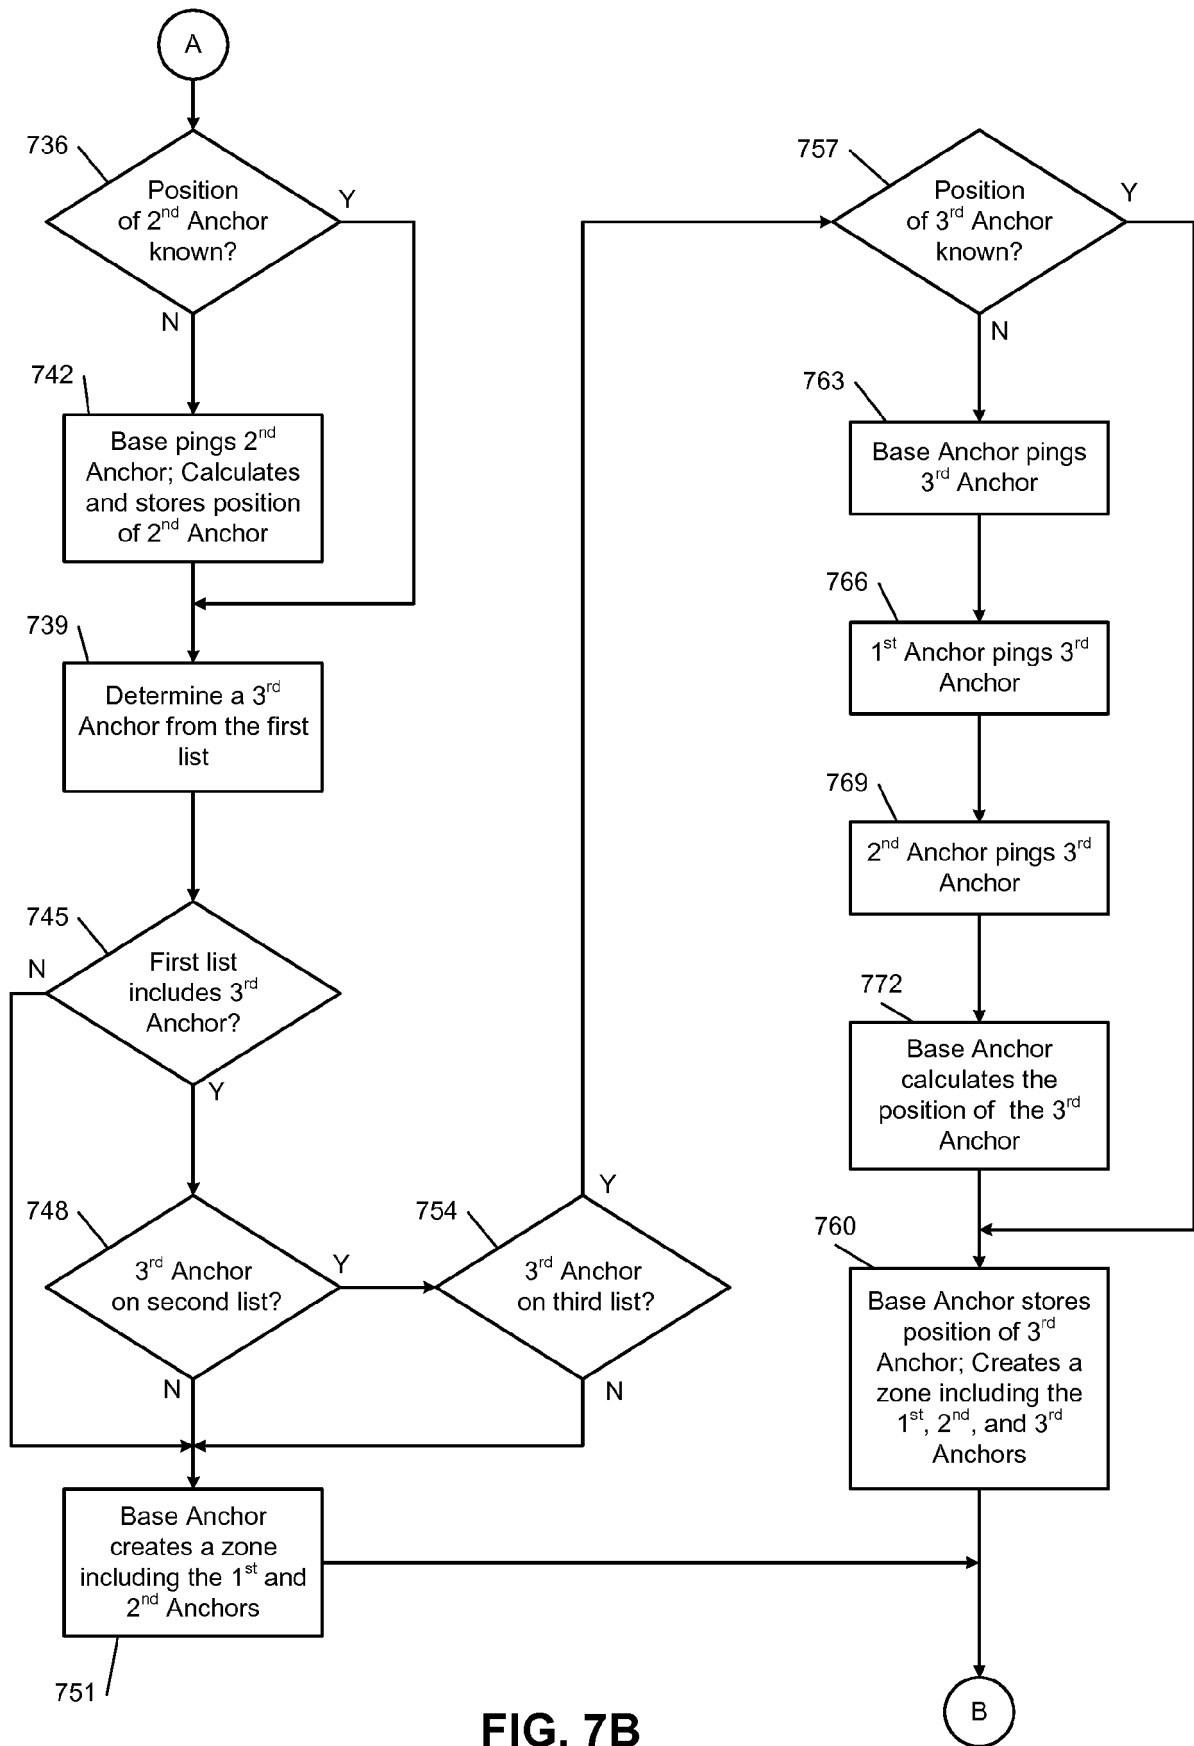 A
736
Position
of 2nd Anchor
known?
Y
N
742
Base pings 2nd
Anchor; Calculates
and stores position
of 2nd Anchor
739
Determine a 3rd
Anchor from the first
list
745
N
First list
includes 3rd
Anchor?
Y
748
3rd Anchor
on second list?
Y
N
754
3rd Anchor
on third list?
Y
N
Base Anchor
creates a zone
including the 1st and
2nd Anchors
751
757
Position
of 3rd Anchor
known?
Y
N
763
Base Anchor pings
3rd Anchor
766
1st Anchor pings 3rd
Anchor
769
2nd Anchor pings 3rd
Anchor
772
Base Anchor
calculates the
position of the 3rd
Anchor
760
Base Anchor stores
position of 3rd
Anchor; Creates a
zone including the
1st, 2nd, and 3rd
Anchors
B
FIG. 7B